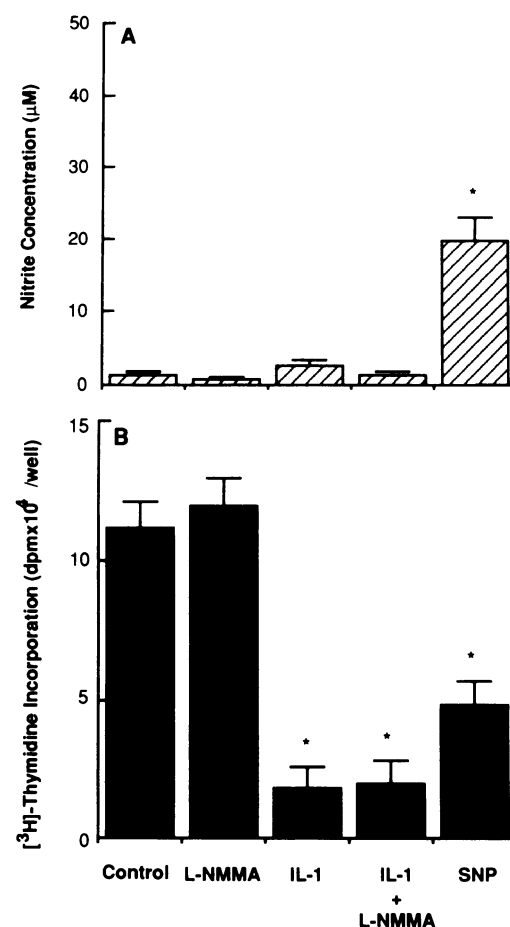 A
50
40
30
20
10
0
Nitrite Concentration (μM)
*
B
15
10
5
0
[³H]-Thymidine Incorporation (dpmx10⁴ /well)
* * *
Control L-NMMA IL-1 IL-1 SNP
+
L-NMMA